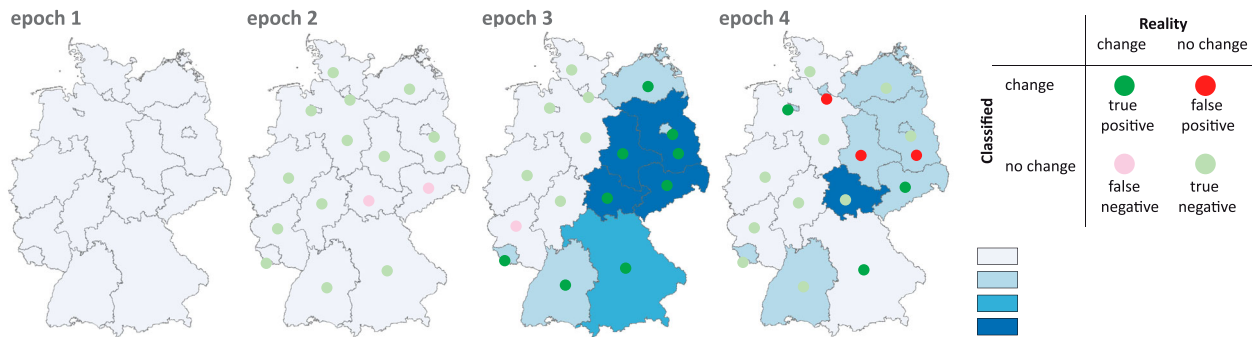 epoch 1
epoch 2
epoch 3
epoch 4
Reality
change
no change
Classified
change
true
positive
false
positive
no change
false
negative
true
negative